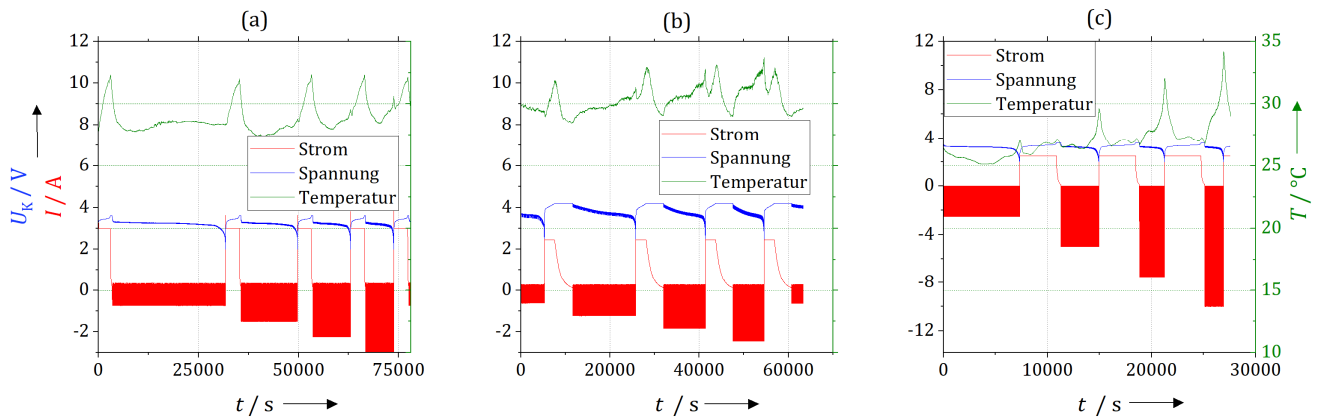 (a)
(b)
(c)
U_K / V
I / A
12
10
8
6
4
2
0
-2
0
25000
50000
75000
t / s
Strom
Spannung
Temperatur
12
10
8
6
4
2
0
-2
0
20000
40000
60000
t / s
Strom
Spannung
Temperatur
12
8
4
0
-4
-8
-12
0
10000
20000
30000
t / s
Strom
Spannung
Temperatur
35
30
25
20
15
10
T / °C